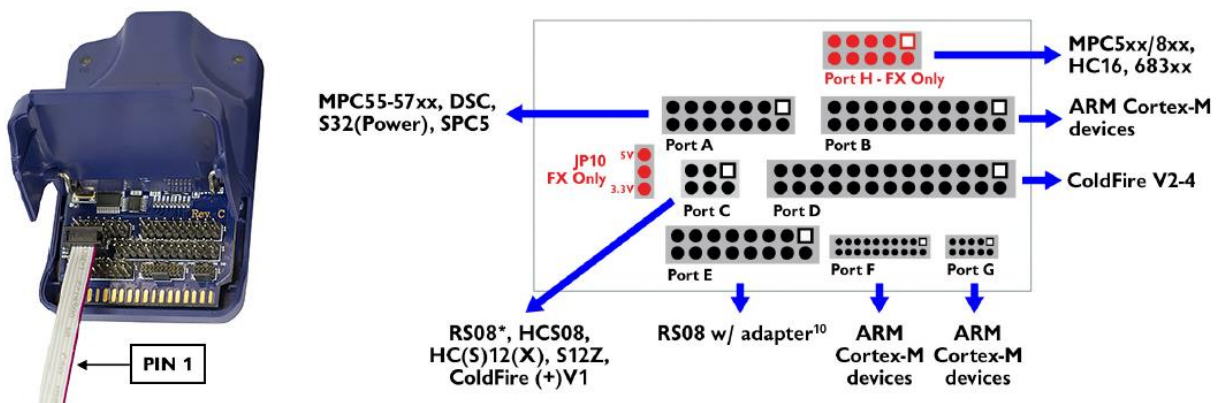 MPC5xx/8xx,
HC16, 683xx
Port H - FX Only
MPC55-57xx, DSC,
S32(Power), SPC5
ARM Cortex-M
devices
Port A
Port B
JP10
FX Only
5V
3.3V
ColdFire V2-4
Port C
Port D
Rev C
Port E
Port F
Port G
PIN 1
RS08*, HCS08,
HC(S)12(X), S12Z,
ColdFire (+)V1
RS08 w/ adapter¹⁰
ARM
Cortex-M
devices
ARM
Cortex-M
devices